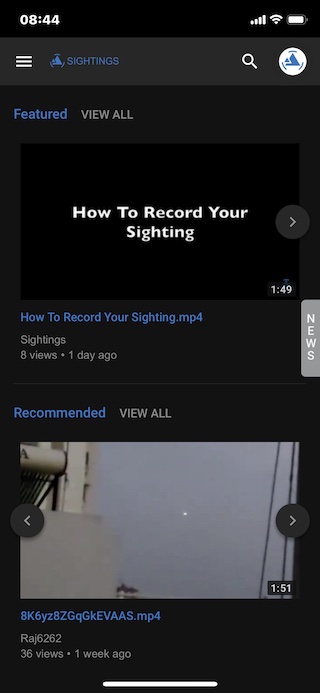 08:44
SIGHTINGS
Featured VIEW ALL
How To Record Your
Sighting
1:49
How To Record Your Sighting.mp4
Sightings
8 views • 1 day ago
NEWS
Recommended VIEW ALL
1:51
8K6yz8ZGqGkEVAAS.mp4
Raj6262
36 views • 1 week ago